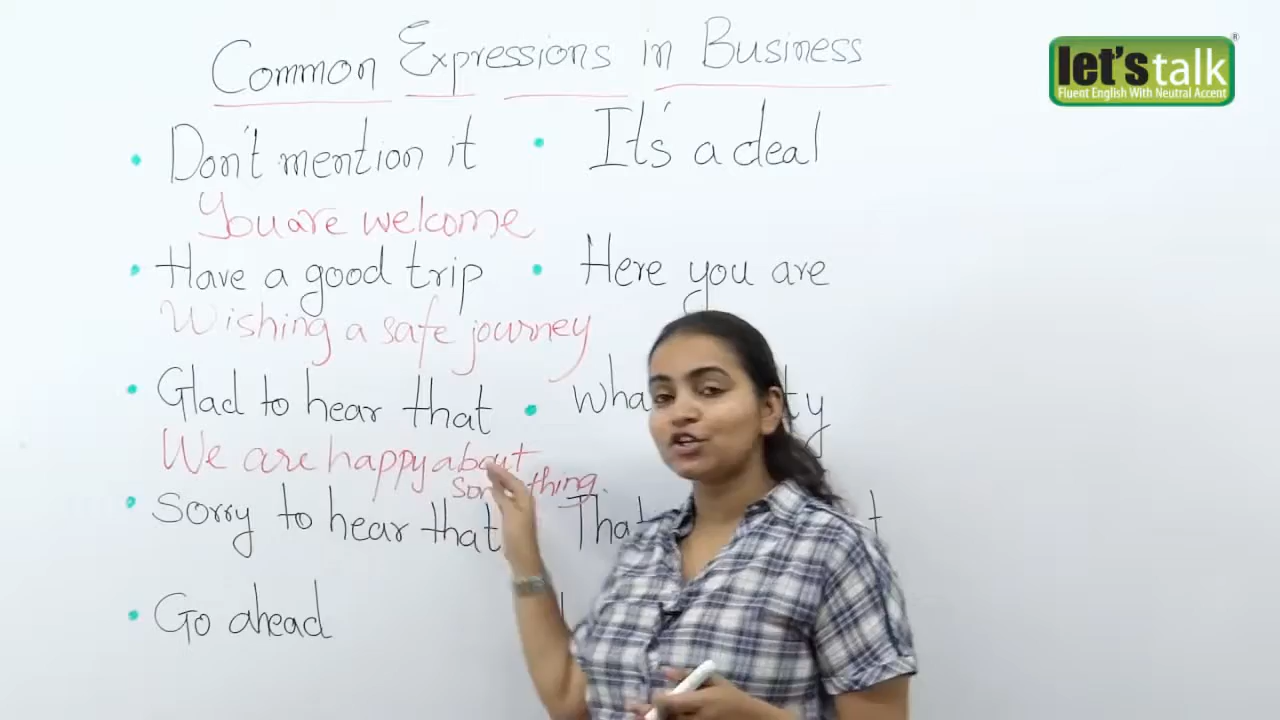 Common Expressions in Business
let's talk
®
Fluent English With Neutral Accent
Don't mention it
You are welcome
Have a good trip
Wishing a safe journey
Glad to hear that
We are happy about
something.
Sorry to hear that
Go ahead
It's a deal
Here you are